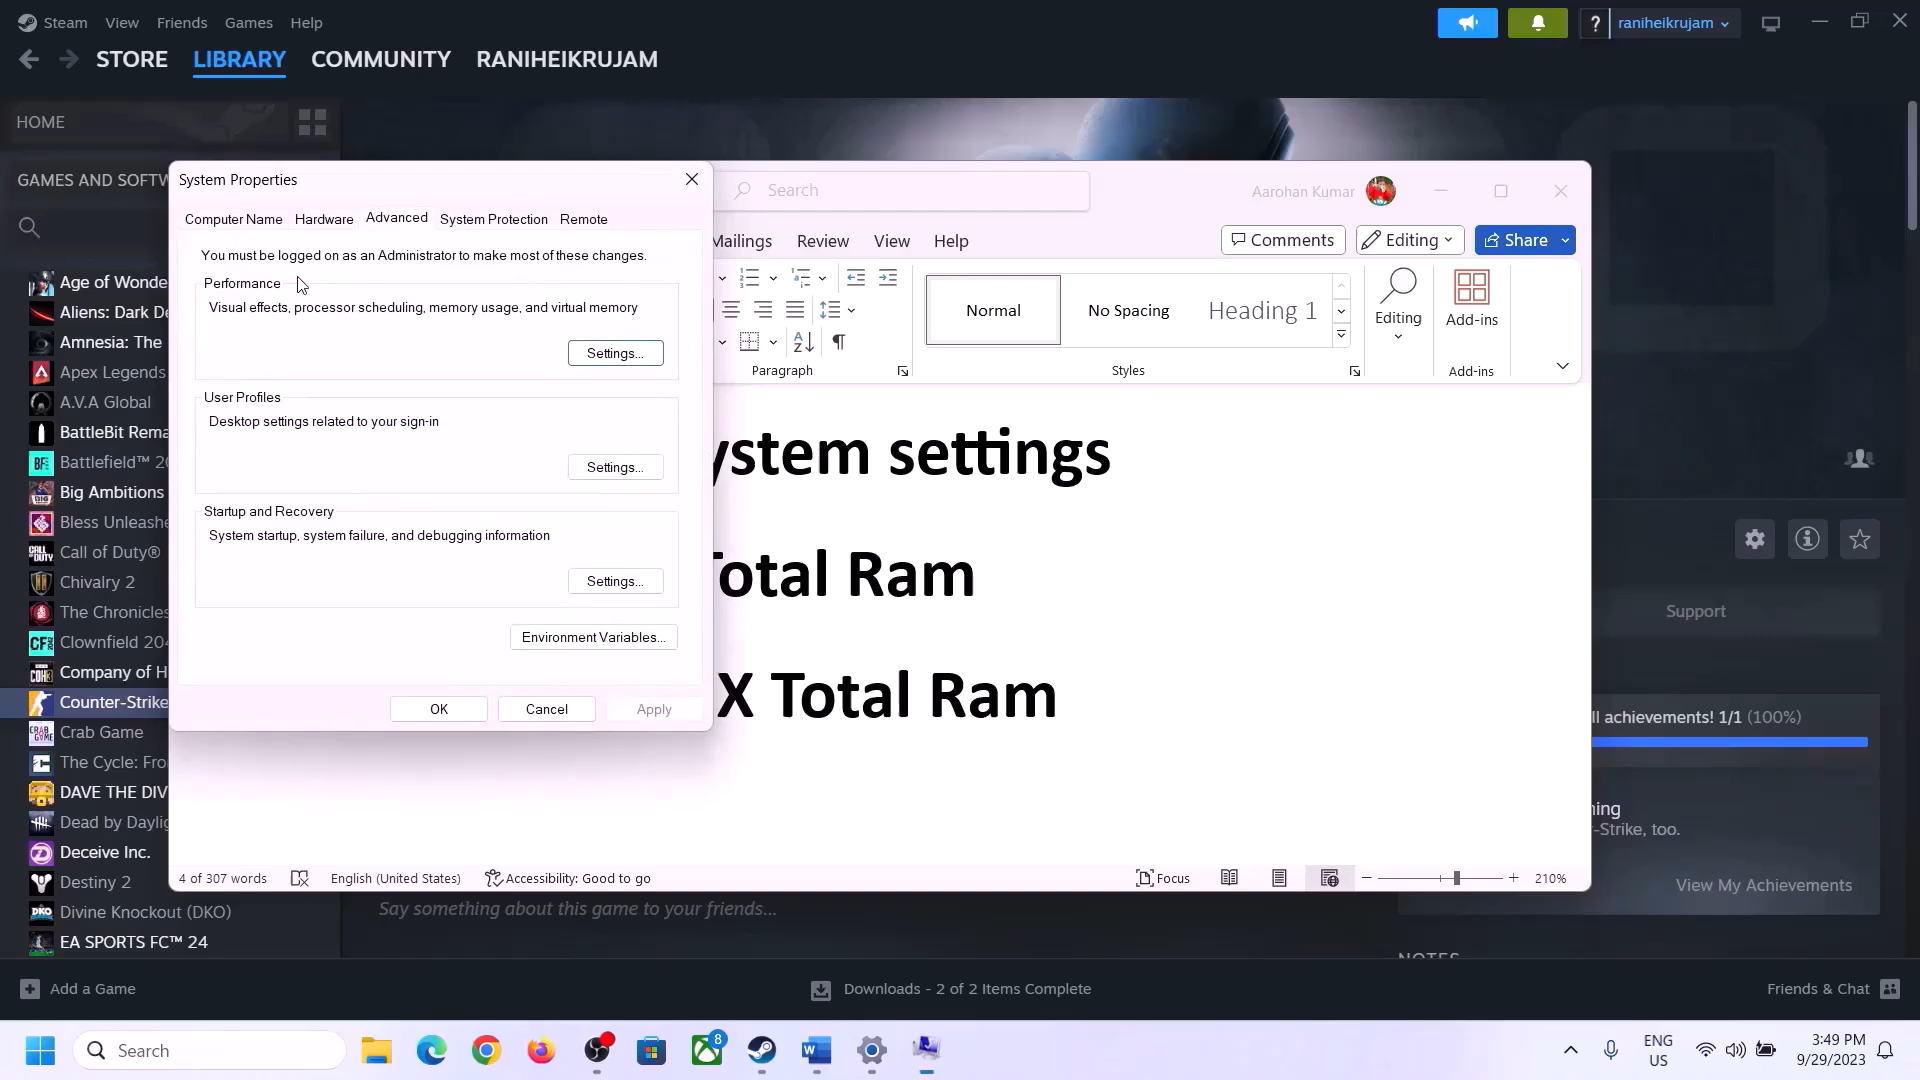 Steam View Friends Games Help
raniheikrujam
STORE LIBRARY COMMUNITY RANIHEIKRUJAM
HOME
GAMES AND SOFTW
Age of Wonde
Aliens: Dark De
Amnesia: The
Apex Legends
A.V.A Global
BattleBit Rema
Battlefield™ 20
Big Ambitions
Bless Unleashe
Call of Duty®
Chivalry 2
The Chronicles
Clownfield 204
Company of H
Counter-Strike
Crab Game
The Cycle: Fro
DAVE THE DIV
Dead by Daylig
Deceive Inc.
Destiny 2
Divine Knockout (DKO)
EA SPORTS FC™ 24
System Properties
Computer Name Hardware Advanced System Protection Remote
You must be logged on as an Administrator to make most of these changes.
Performance
Visual effects, processor scheduling, memory usage, and virtual memory
Settings...
User Profiles
Desktop settings related to your sign-in
Settings...
Startup and Recovery
System startup, system failure, and debugging information
Settings...
Environment Variables...
OK Cancel Apply
Search
Aarohan Kumar
Mailings Review View Help
Comments Editing Share
Normal No Spacing Heading 1
Editing
Add-ins
Paragraph Styles Add-ins
ystem settings
Total Ram
X Total Ram
4 of 307 words English (United States) Accessibility: Good to go
Focus 210%
Support
ll achievements! 1/1 (100%)
ning
-Strike, too.
View My Achievements
Say something about this game to your friends...
NOTES
Add a Game
Downloads - 2 of 2 Items Complete
Friends & Chat
Search
8
ENG
US
3:49 PM
9/29/2023